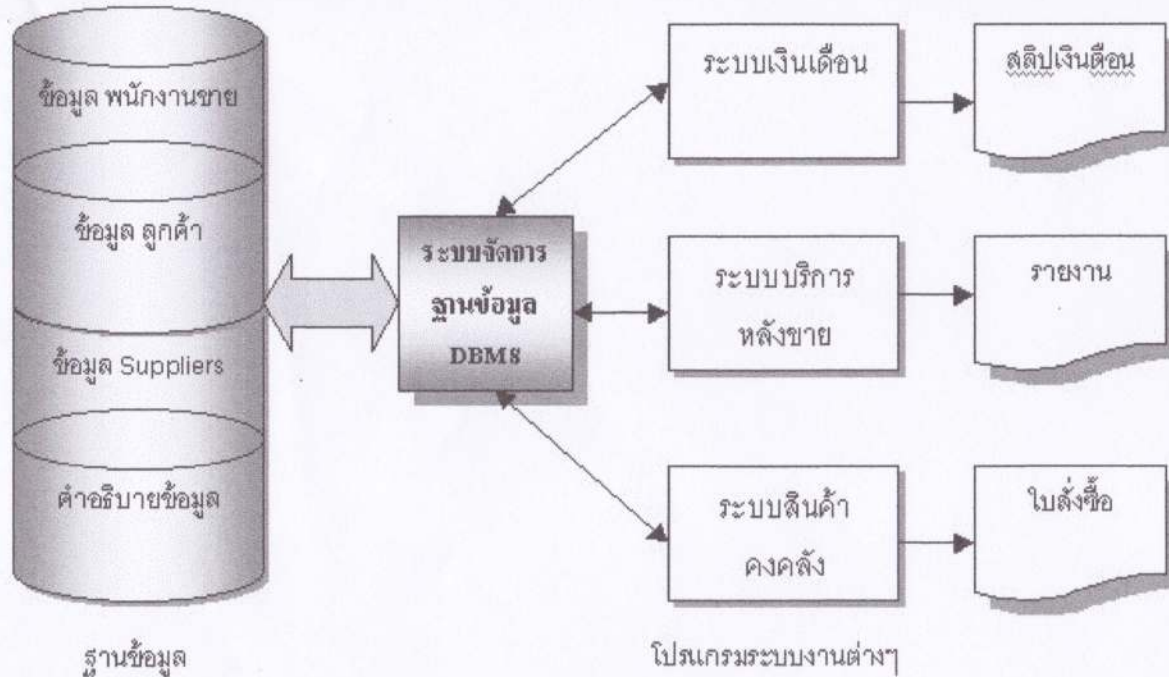 ข้อมูล พนักงานขาย
ข้อมูล ลูกค้า
ข้อมูล Suppliers
คำอธิบายข้อมูล
ฐานข้อมูล
ระบบจัดการ
ฐานข้อมูล
DBMS
ระบบเงินเดือน
ระบบบริการ
หลังขาย
ระบบสินค้า
คงคลัง
โปรแกรมระบบงานต่างๆ
สลิปเงินดือน
รายงาน
ใบสั่งซื้อ